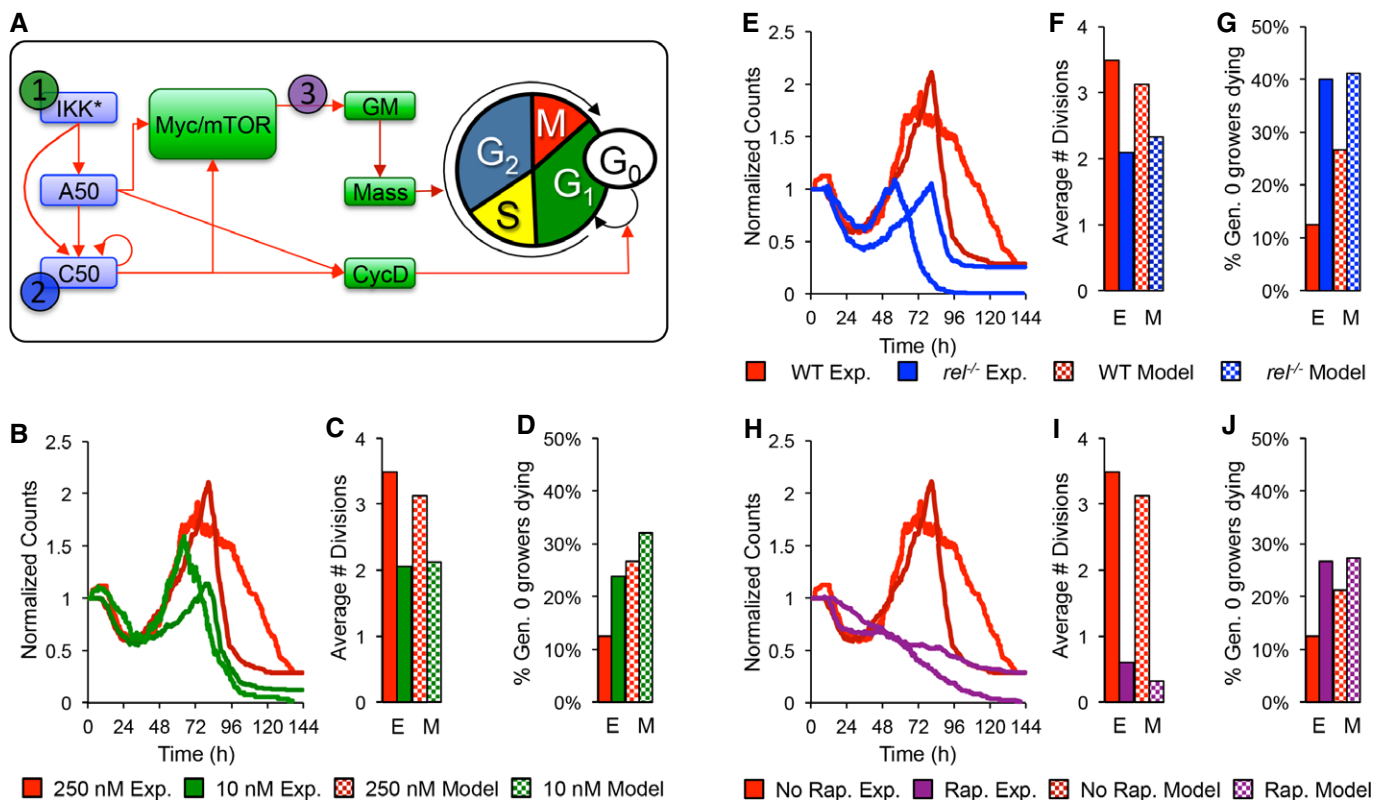 A
1
IKK*
A50
C50
2
Myc/mTOR
3
GM
Mass
CycD
G2
M
G1
S
G0
B
Normalized Counts
2.5
2
1.5
1
0.5
0
0 24 48 72 96 120 144
Time (h)
C
Average # Divisions
4
3
2
1
0
E M
D
% Gen. 0 growers dying
50%
40%
30%
20%
10%
0%
E M
250 nM Exp. 10 nM Exp. 250 nM Model 10 nM Model
E
Normalized Counts
2.5
2
1.5
1
0.5
0
0 24 48 72 96 120 144
Time (h)
F
Average # Divisions
4
3
2
1
0
E M
G
% Gen. 0 growers dying
50%
40%
30%
20%
10%
0%
E M
WT Exp. rel-/- Exp. WT Model rel-/- Model
H
Normalized Counts
2.5
2
1.5
1
0.5
0
0 24 48 72 96 120 144
Time (h)
I
Average # Divisions
4
3
2
1
0
E M
J
% Gen. 0 growers dying
50%
40%
30%
20%
10%
0%
E M
No Rap. Exp. Rap. Exp. No Rap. Model Rap. Model